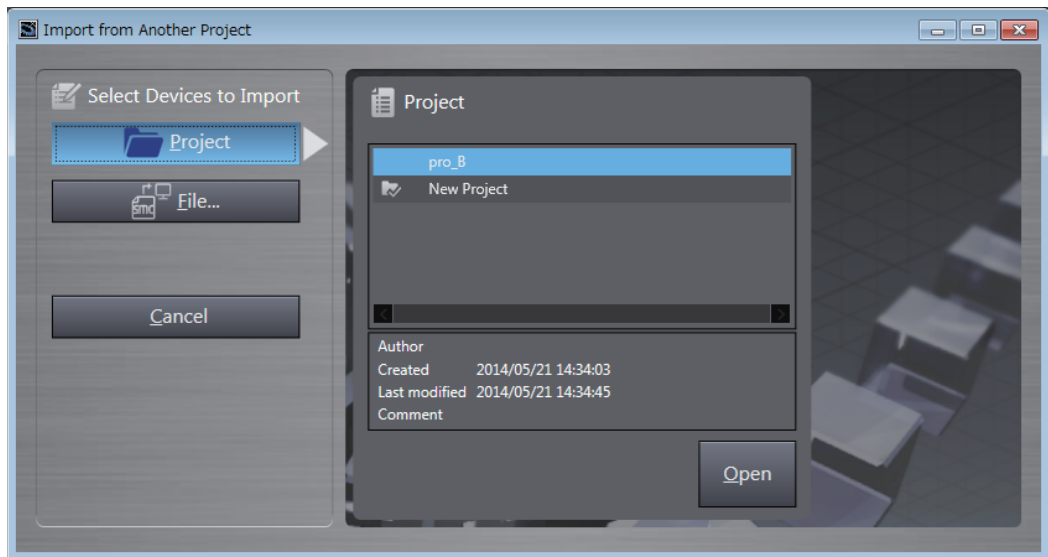 Import from Another Project
Select Devices to Import
Project
smc File...
Cancel
Project
pro_B
New Project
Author
Created 2014/05/21 14:34:03
Last modified 2014/05/21 14:34:45
Comment
Open